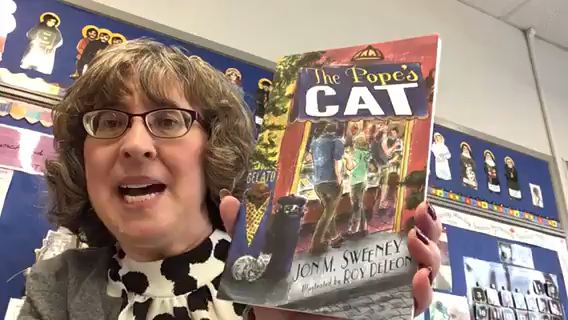 The Pope's
CAT
GELATO
JON M. SWEENEY
Illustrated by ROY DELEON